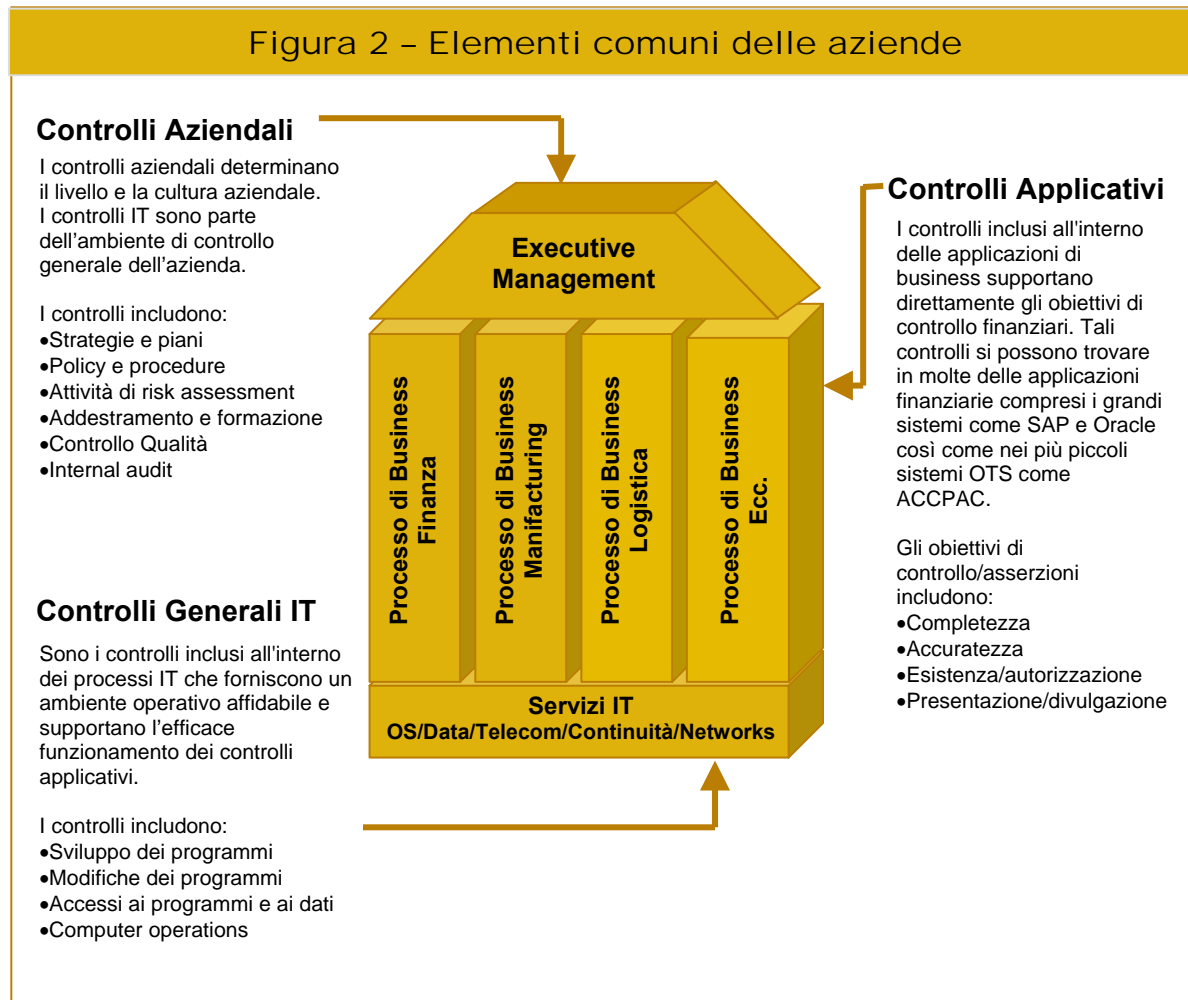 Figura 2 – Elementi comuni delle aziende
Controlli Aziendali
I controlli aziendali determinano
il livello e la cultura aziendale.
I controlli IT sono parte
dell’ambiente di controllo
generale dell’azienda.
I controlli includono:
•Strategie e piani
•Policy e procedure
•Attività di risk assessment
•Addestramento e formazione
•Controllo Qualità
•Internal audit
Controlli Generali IT
Sono i controlli inclusi all'interno
dei processi IT che forniscono un
ambiente operativo affidabile e
supportano l’efficace
funzionamento dei controlli
applicativi.
I controlli includono:
•Sviluppo dei programmi
•Modifiche dei programmi
•Accessi ai programmi e ai dati
•Computer operations
Executive
Management
Processo di Business
Finanza
Processo di Business
Manifacturing
Processo di Business
Logistica
Processo di Business
Ecc.
Servizi IT
OS/Data/Telecom/Continuità/Networks
Controlli Applicativi
I controlli inclusi all'interno
delle applicazioni di
business supportano
direttamente gli obiettivi di
controllo finanziari. Tali
controlli si possono trovare
in molte delle applicazioni
finanziarie compresi i grandi
sistemi come SAP e Oracle
così come nei più piccoli
sistemi OTS come
ACCPAC.
Gli obiettivi di
controllo/asserzioni
includono:
•Completezza
•Accuratezza
•Esistenza/autorizzazione
•Presentazione/divulgazione